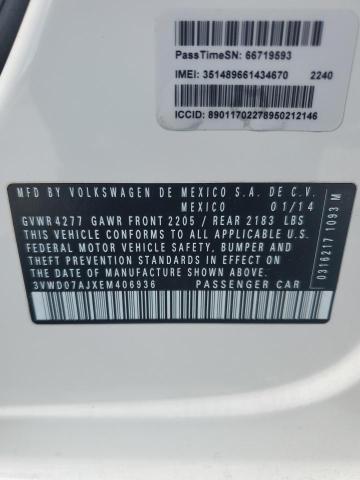 PassTimeSN: 66719593
IMEI: 351489661434670 2240
ICCID: 89011702278950212146
MFD BY VOLKSWAGEN DE MEXICO S.A. DE C.V.
MEXICO 01/14
GVWR 4277 GAWR FRONT 2205 / REAR 2183 LBS
THIS VEHICLE CONFORMS TO ALL APPLICABLE U.S.
FEDERAL MOTOR VEHICLE SAFETY, BUMPER AND
THEFT PREVENTION STANDARDS IN EFFECT ON THE
DATE OF MANUFACTURE SHOWN ABOVE.
3VWD07AJXEM406936 PASSENGER CAR
0316217 1093 M